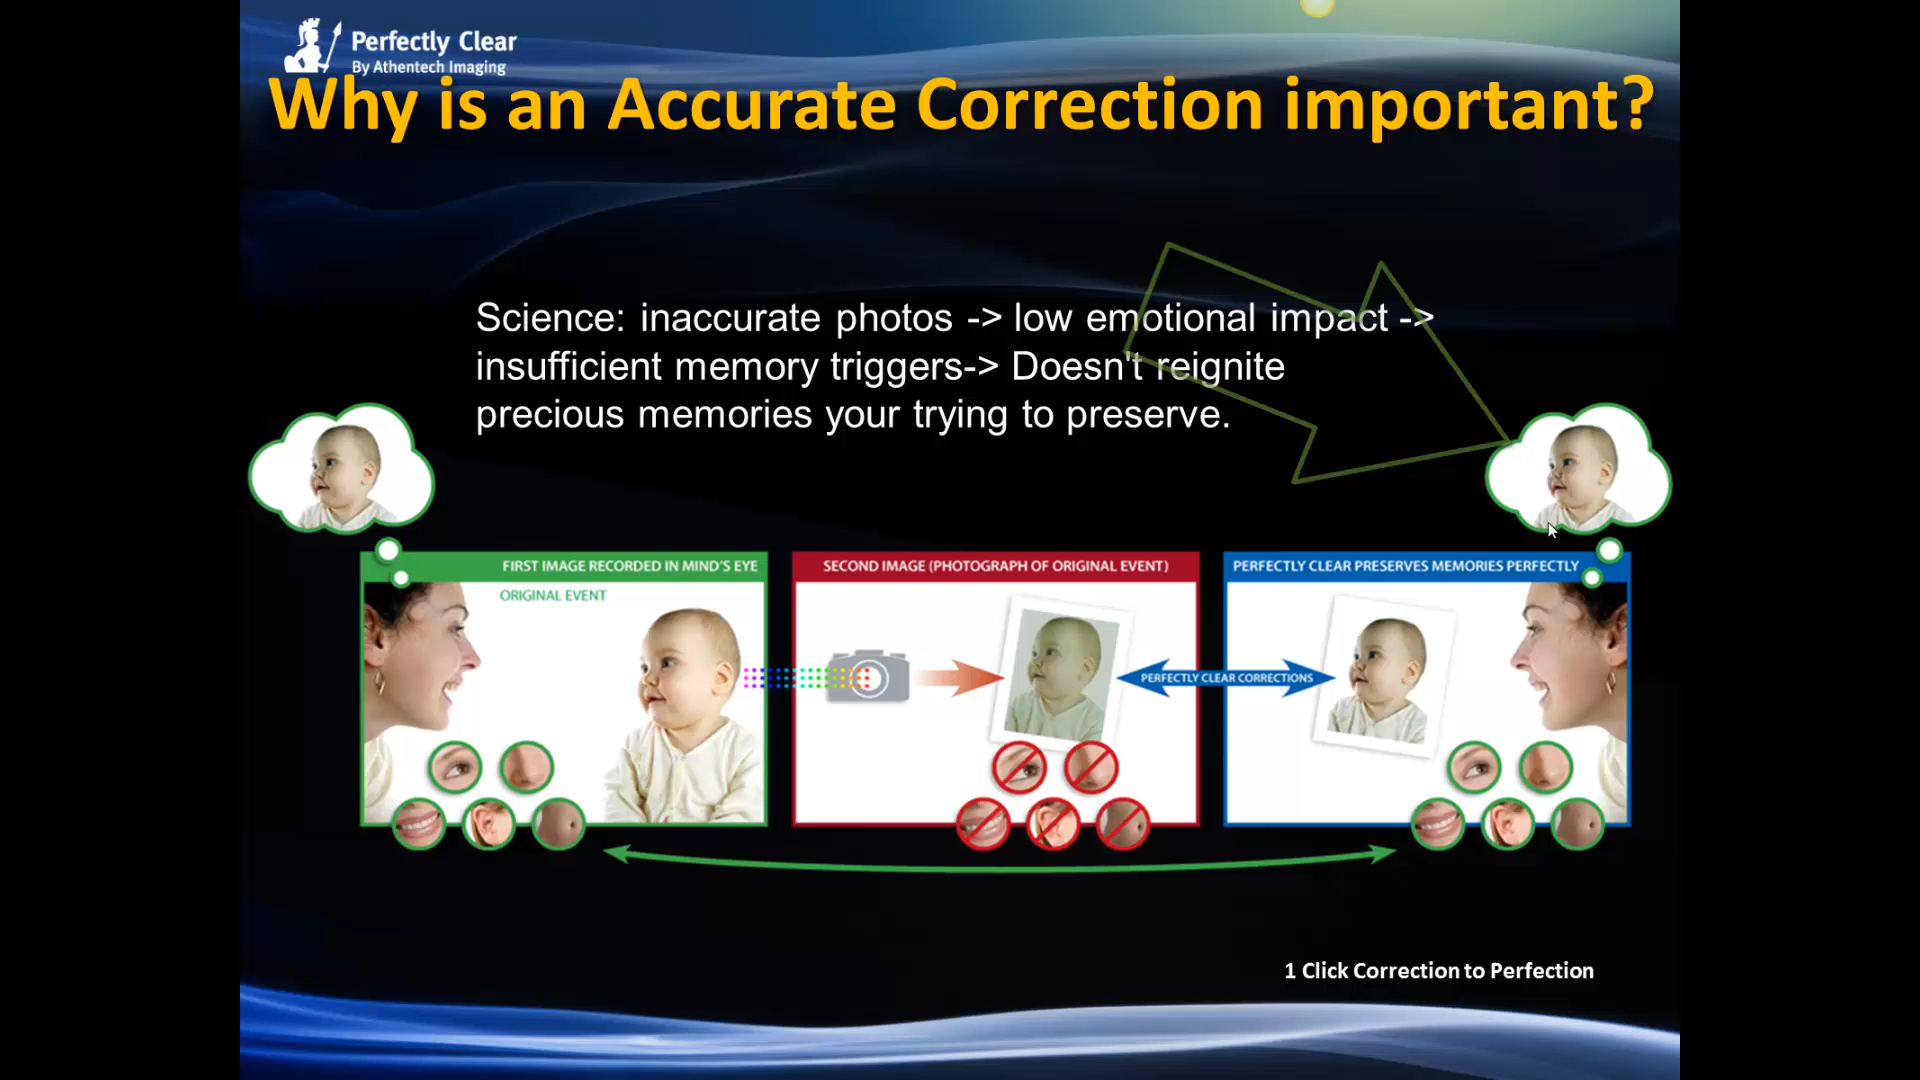 Perfectly Clear
By Athentech Imaging
Why is an Accurate Correction important?
Science: inaccurate photos -> low emotional impact ->
insufficient memory triggers-> Doesn't reignite
precious memories your trying to preserve.
FIRST IMAGE RECORDED IN MIND'S EYE
ORIGINAL EVENT
SECOND IMAGE (PHOTOGRAPH OF ORIGINAL EVENT)
PERFECTLY CLEAR PRESERVES MEMORIES PERFECTLY
PERFECTLY CLEAR CORRECTIONS
1 Click Correction to Perfection